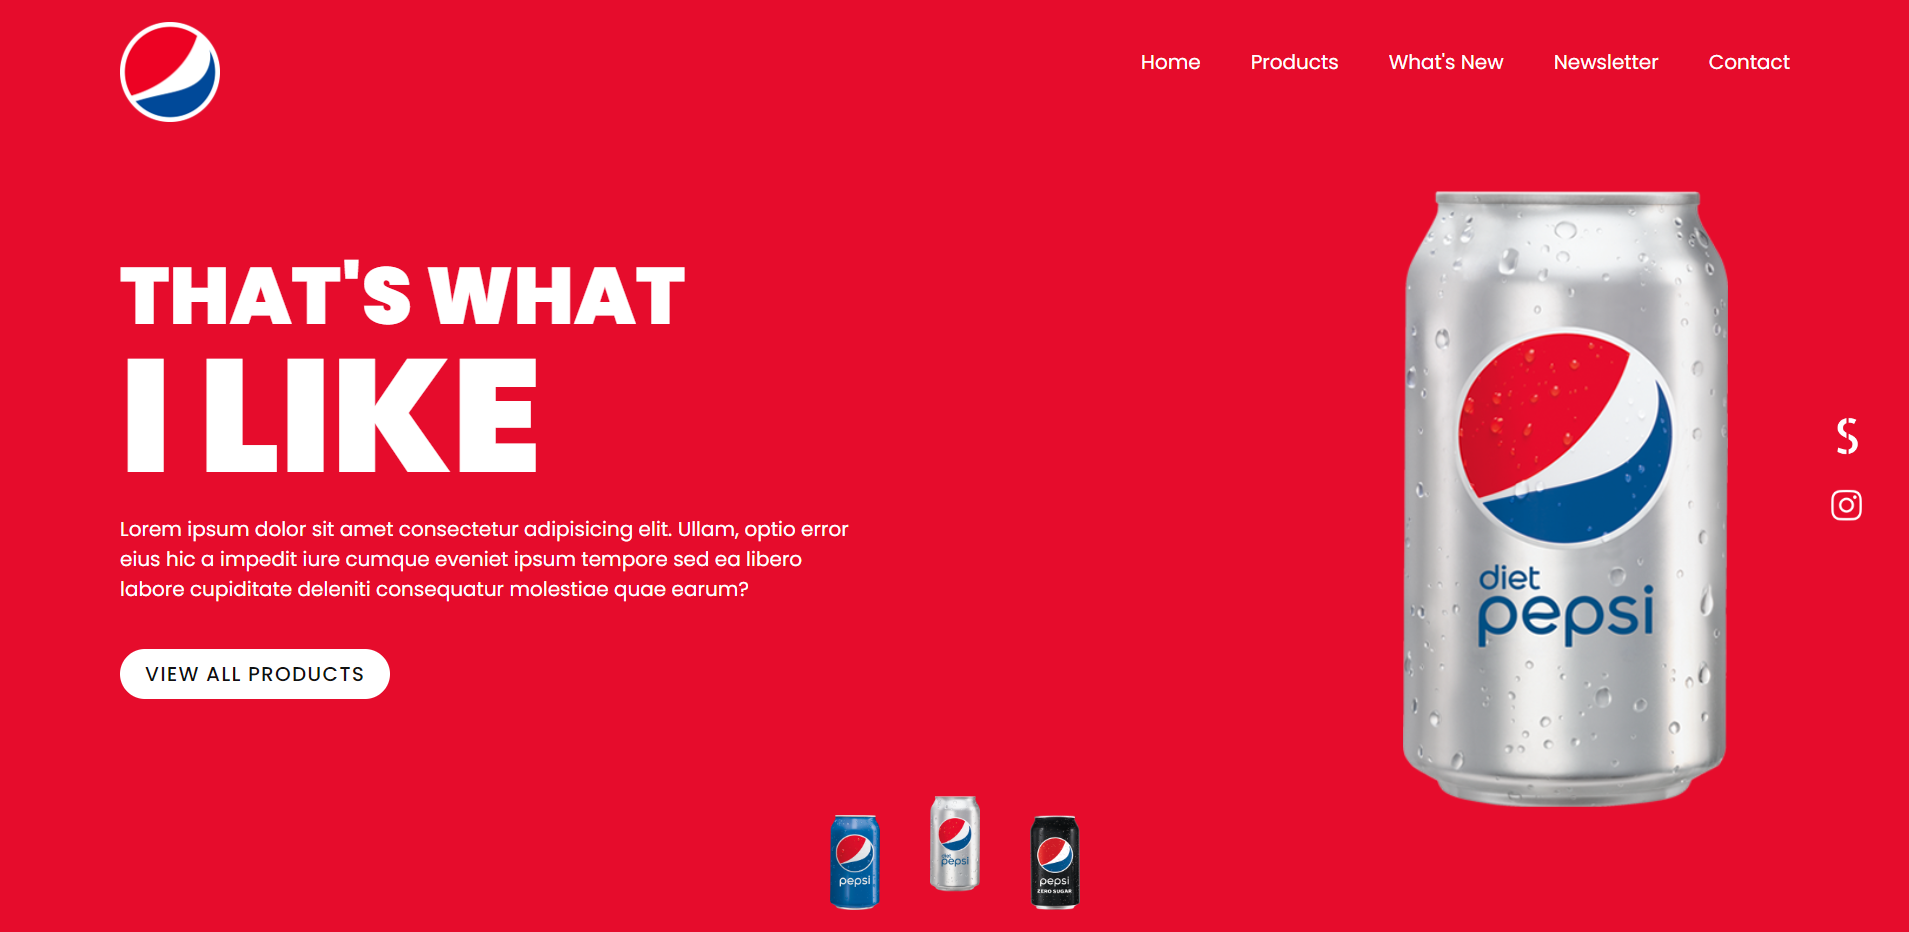 Home Products What's New Newsletter Contact
THAT'S WHAT
I LIKE
Lorem ipsum dolor sit amet consectetur adipisicing elit. Ullam, optio error
eius hic a impedit iure cumque eveniet ipsum tempore sed ea libero
labore cupiditate deleniti consequatur molestiae quae earum?
VIEW ALL PRODUCTS
diet
pepsi
S
pepsi
diet
pepsi
pepsi
ZERO SUGAR